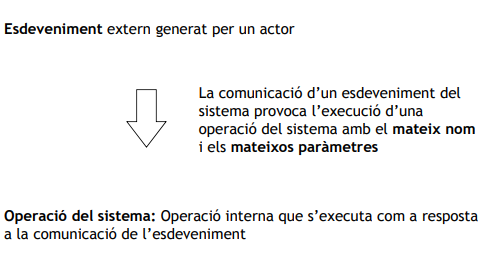 Esdeveniment extern generat per un actor
La comunicació d’un esdeveniment del
sistema provoca l’execució d’una
operació del sistema amb el mateix nom
i els mateixos paràmetres
Operació del sistema: Operació interna que s’executa com a resposta
a la comunicació de l’esdeveniment